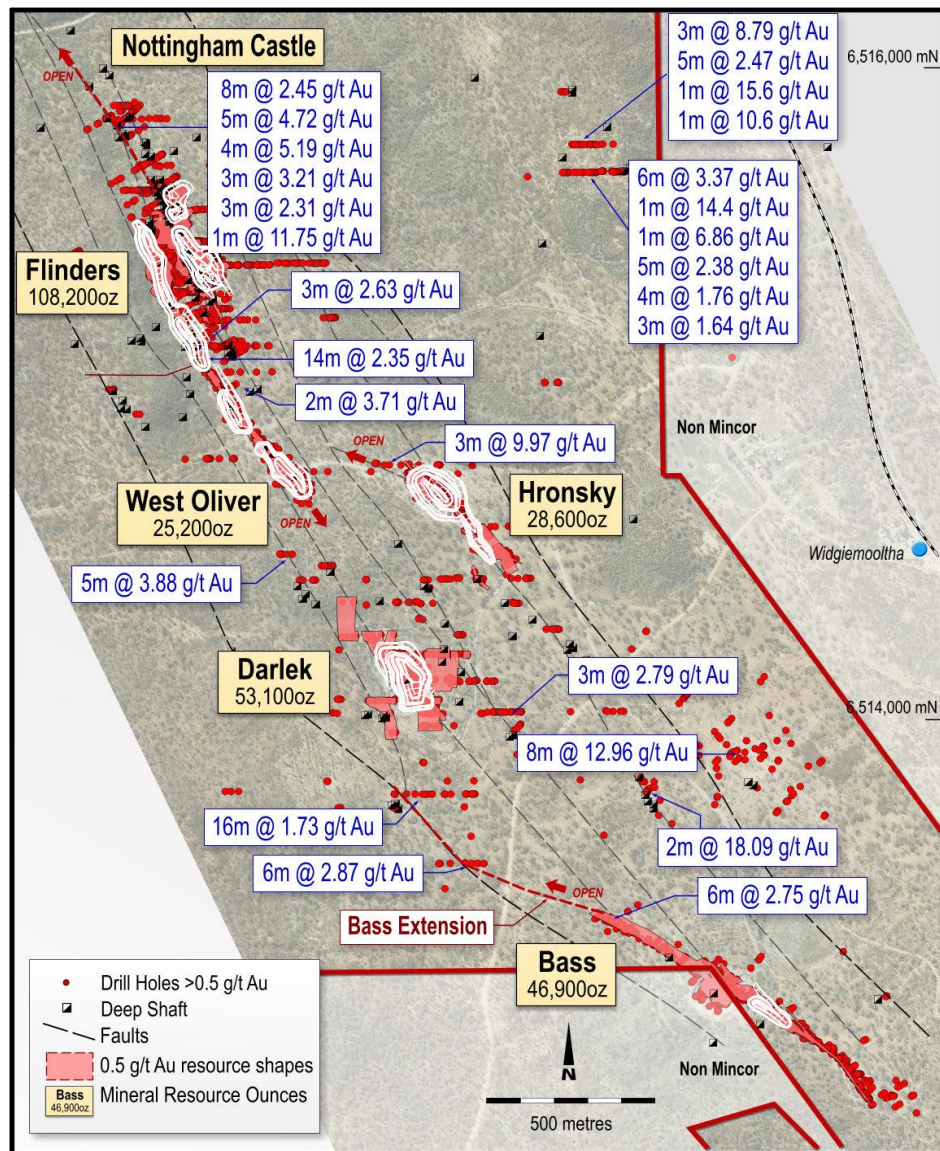 Nottingham Castle
OPEN
8m @ 2.45 g/t Au
5m @ 4.72 g/t Au
4m @ 5.19 g/t Au
3m @ 3.21 g/t Au
3m @ 2.31 g/t Au
1m @ 11.75 g/t Au
3m @ 8.79 g/t Au
5m @ 2.47 g/t Au
1m @ 15.6 g/t Au
1m @ 10.6 g/t Au
6,516,000 mN
6m @ 3.37 g/t Au
1m @ 14.4 g/t Au
1m @ 6.86 g/t Au
5m @ 2.38 g/t Au
4m @ 1.76 g/t Au
3m @ 1.64 g/t Au
Flinders
108,200oz
3m @ 2.63 g/t Au
14m @ 2.35 g/t Au
2m @ 3.71 g/t Au
Non Mincor
OPEN
3m @ 9.97 g/t Au
West Oliver
25,200oz
OPEN
Hronsky
28,600oz
Widgiemooltha
5m @ 3.88 g/t Au
Darlek
53,100oz
3m @ 2.79 g/t Au
6,514,000 mN
8m @ 12.96 g/t Au
16m @ 1.73 g/t Au
2m @ 18.09 g/t Au
6m @ 2.87 g/t Au
OPEN
6m @ 2.75 g/t Au
Bass Extension
Bass
46,900oz
Drill Holes >0.5 g/t Au
Deep Shaft
Faults
0.5 g/t Au resource shapes
Bass
46,900oz
Mineral Resource Ounces
N
500 metres
Non Mincor